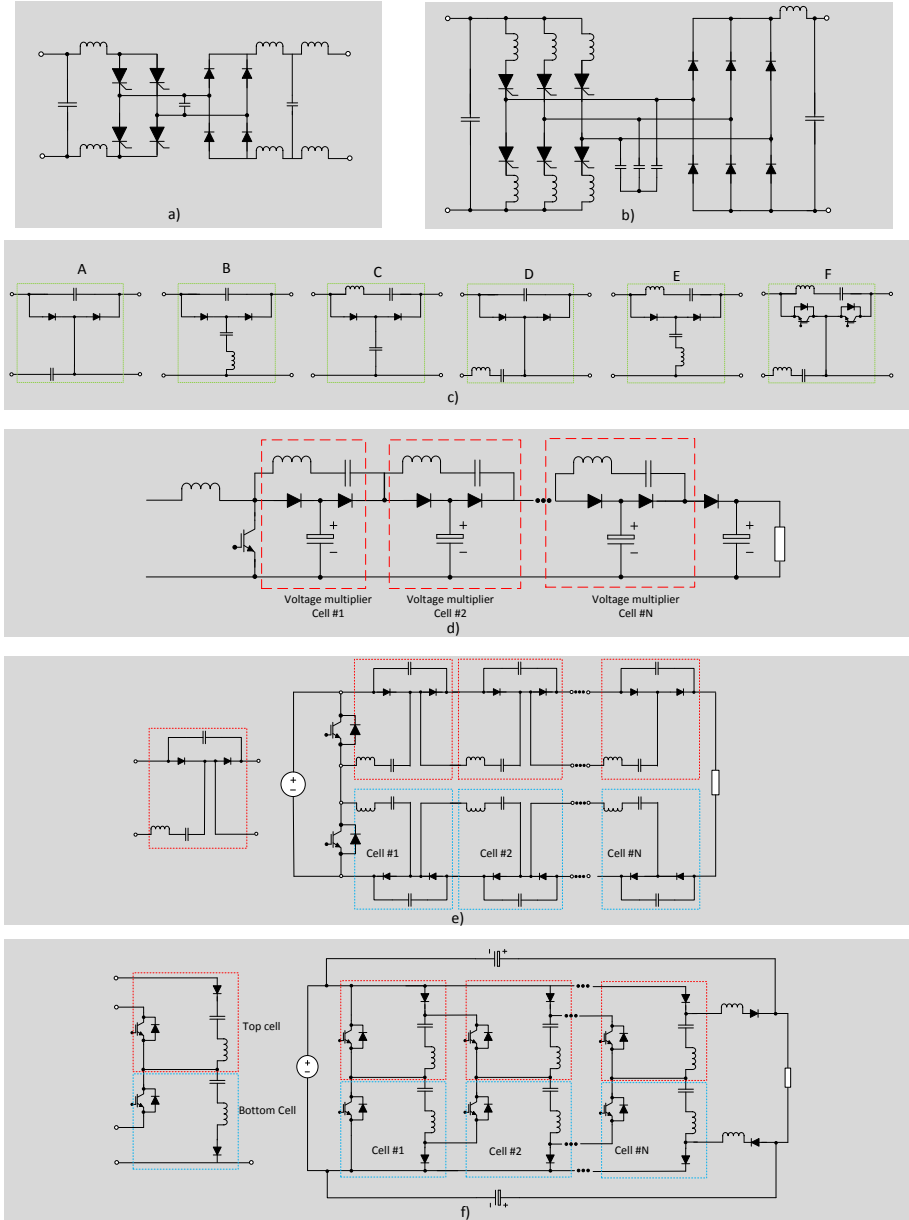 a)
b)
A B C D E F
c)
+ + + +
− − − −
Voltage multiplier Voltage multiplier Voltage multiplier
Cell #1 Cell #2 Cell #N
d)
+
−
Cell #1 Cell #2 Cell #N
e)
+
Top cell
+
−
Bottom Cell
Cell #1 Cell #2 Cell #N
+
f)